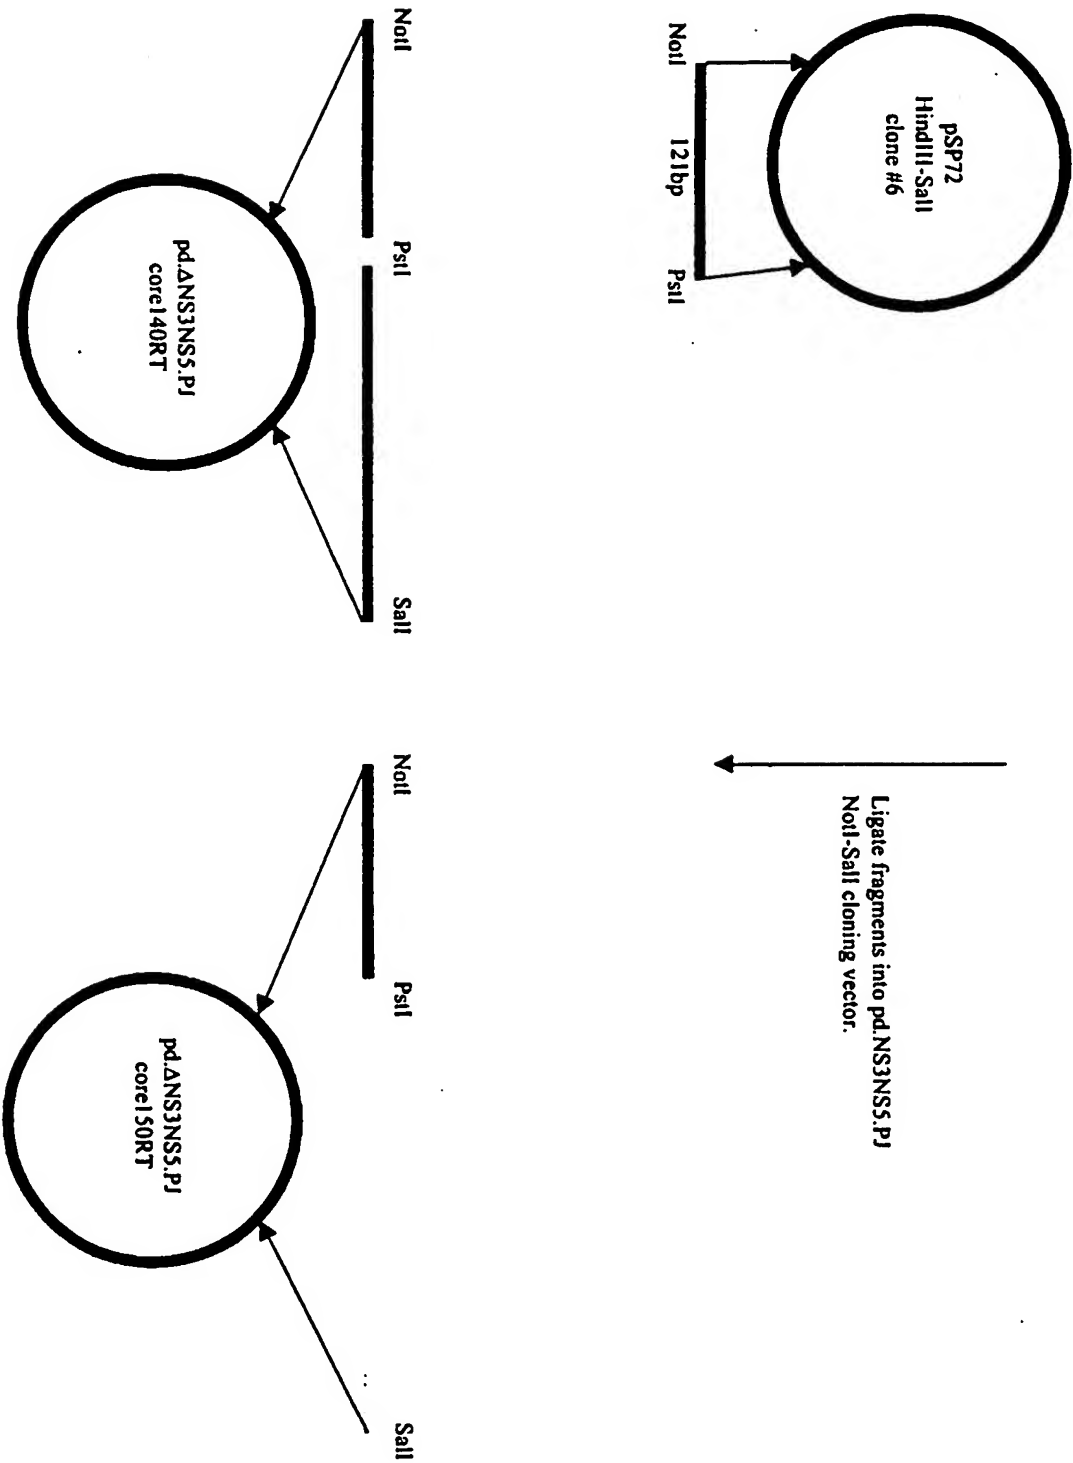 pSP72
HindIII-SalI
clone #6
Ligate fragments into pd.NS3NS5.PJ
NotI-SalI cloning vector.
NotI 121bp PstI
NotI PstI SalI
NotI PstI SalI
pd.ΔNS3NS5.PJ
core140RT
pd.ΔNS3NS5.PJ
core150RT